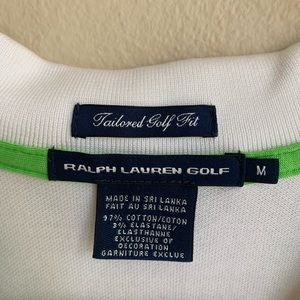 Tailored Golf Fit
RALPH LAUREN GOLF
M
MADE IN SRI LANKA
FAIT AU SRI LANKA
97% COTTON/COTON
3% ELASTANE/
ELASTHANNE
EXCLUSIVE OF
DECORATION
GARNITURE EXCLUE